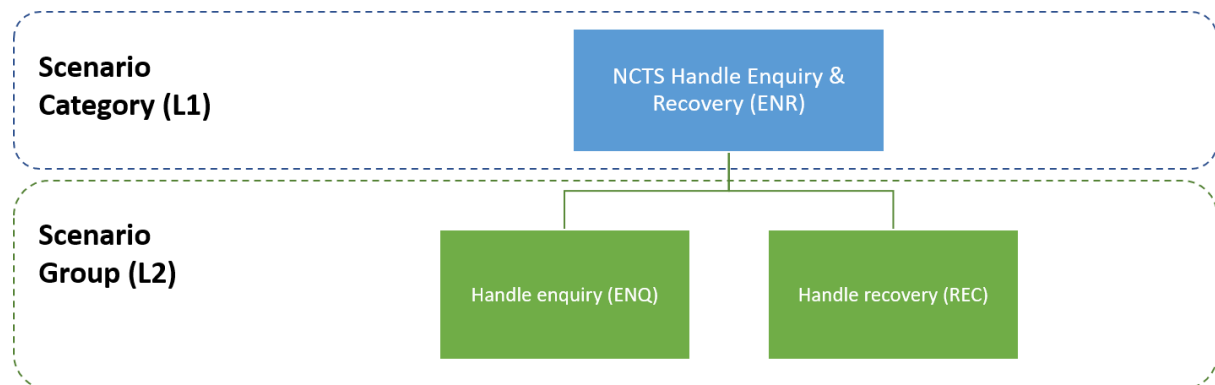 Scenario
Category (L1)
NCTS Handle Enquiry &
Recovery (ENR)
Scenario
Group (L2)
Handle enquiry (ENQ)
Handle recovery (REC)